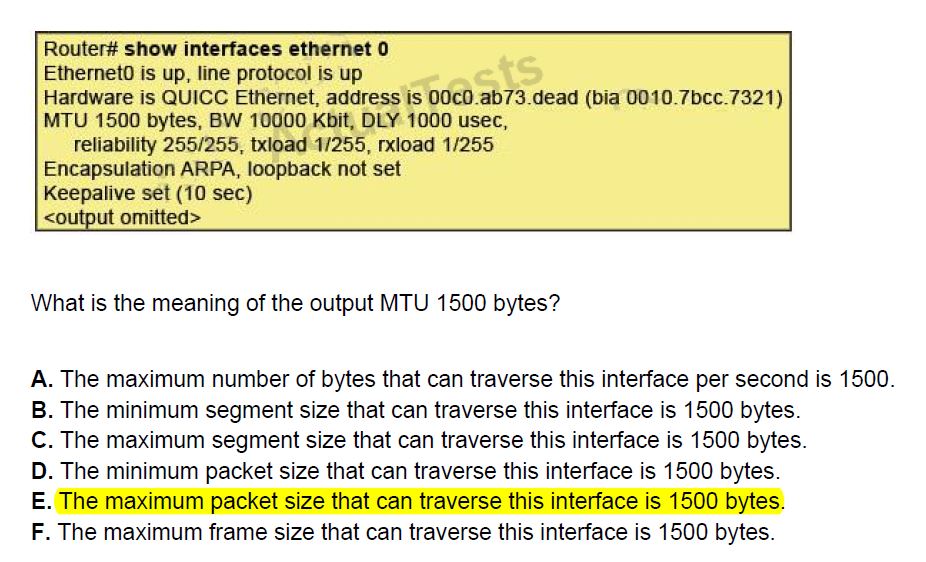 Router# show interfaces ethernet 0
Ethernet0 is up, line protocol is up
Hardware is QUICC Ethernet, address is 00c0.ab73.dead (bia 0010.7bcc.7321)
MTU 1500 bytes, BW 10000 Kbit, DLY 1000 usec,
reliability 255/255, txload 1/255, rxload 1/255
Encapsulation ARPA, loopback not set
Keepalive set (10 sec)
<output omitted>
ActualTests
What is the meaning of the output MTU 1500 bytes?
A. The maximum number of bytes that can traverse this interface per second is 1500.
B. The minimum segment size that can traverse this interface is 1500 bytes.
C. The maximum segment size that can traverse this interface is 1500 bytes.
D. The minimum packet size that can traverse this interface is 1500 bytes.
E. The maximum packet size that can traverse this interface is 1500 bytes.
F. The maximum frame size that can traverse this interface is 1500 bytes.